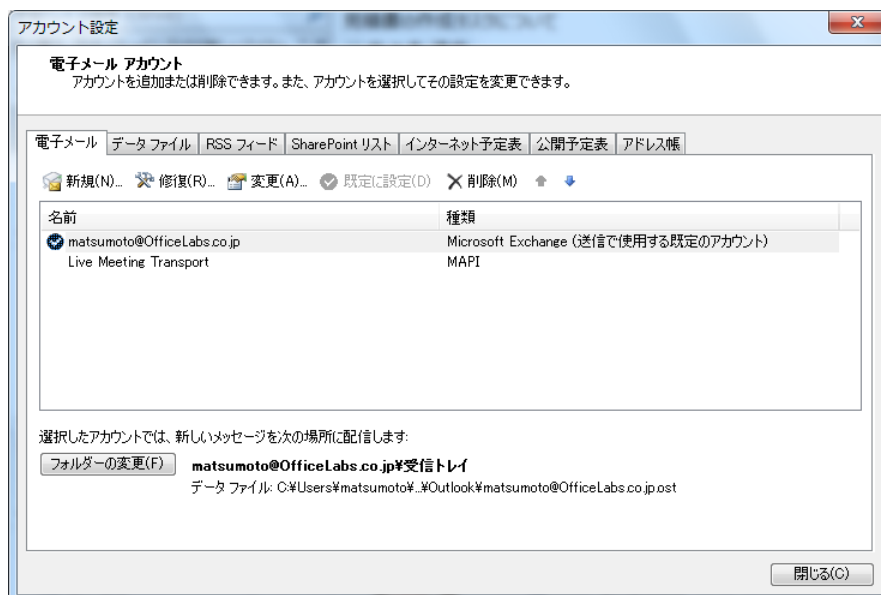 アカウント設定
電子メール アカウント
アカウントを追加または削除できます。また、アカウントを選択してその設定を変更できます。
電子メール データ ファイル RSS フィード SharePoint リスト インターネット予定表 公開予定表 アドレス帳
新規(N)... 修復(R)... 変更(A)... 既定に設定(D) 削除(M)
名前 種類
matsumoto@OfficeLabs.co.jp Microsoft Exchange (送信で使用する既定のアカウント)
Live Meeting Transport MAPI
選択したアカウントでは、新しいメッセージを次の場所に配信します:
フォルダーの変更(F) matsumoto@OfficeLabs.co.jp¥受信トレイ
データ ファイル: C:¥Users¥matsumoto¥...¥Outlook¥matsumoto@OfficeLabs.co.jp.ost
閉じる(C)